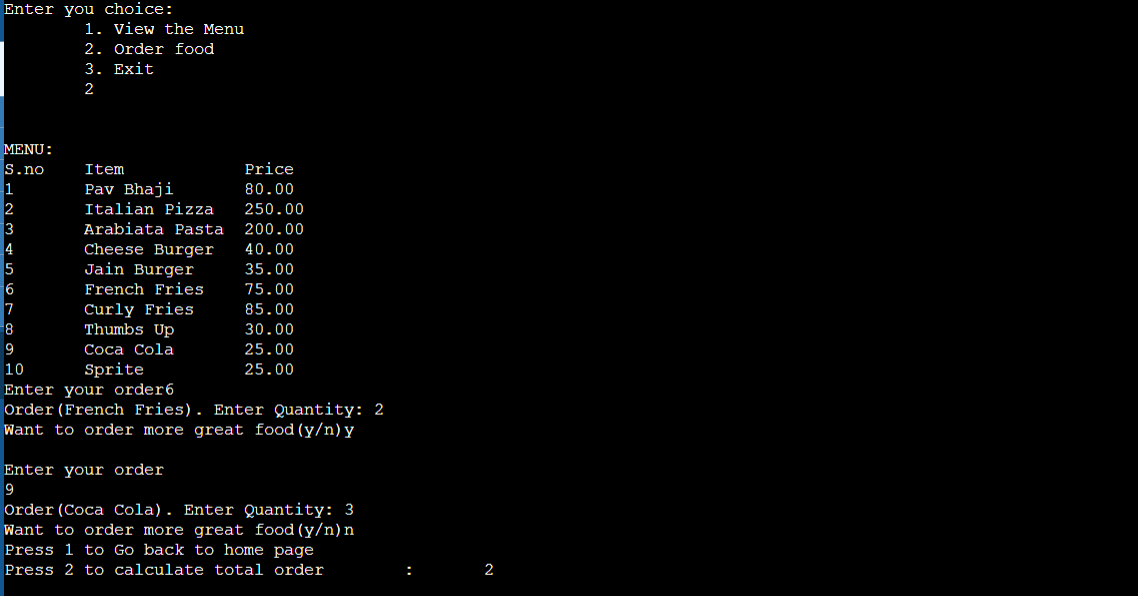 Enter you choice:
1. View the Menu
2. Order food
3. Exit
2
MENU:
S.no Item Price
1 Pav Bhaji 80.00
2 Italian Pizza 250.00
3 Arabiata Pasta 200.00
4 Cheese Burger 40.00
5 Jain Burger 35.00
6 French Fries 75.00
7 Curly Fries 85.00
8 Thumbs Up 30.00
9 Coca Cola 25.00
10 Sprite 25.00
Enter your order6
Order(French Fries). Enter Quantity: 2
Want to order more great food(y/n)y
Enter your order
9
Order(Coca Cola). Enter Quantity: 3
Want to order more great food(y/n)n
Press 1 to Go back to home page
Press 2 to calculate total order : 2